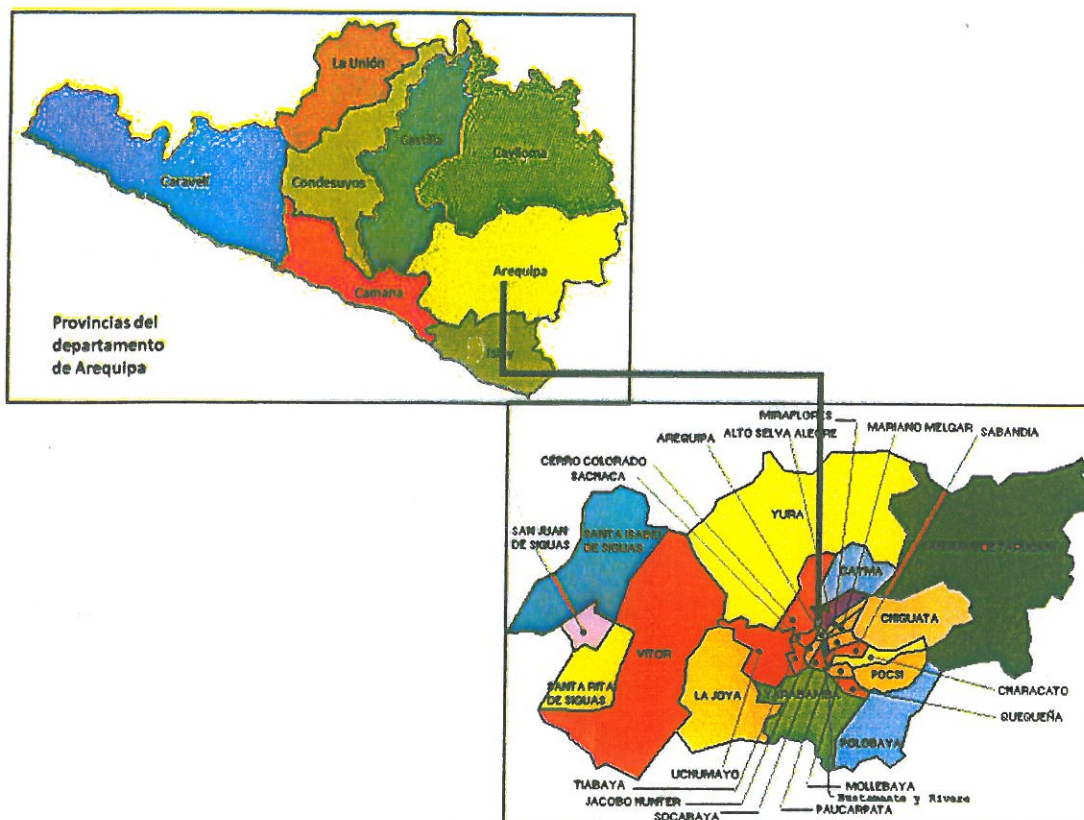 La Unión
Castilla
Caylloma
Caravelí
Condesuyos
Arequipa
Camana
Islay
Provincias del
departamento
de Arequipa
MIRAFLORES
ALTO SELVA ALEGRE
MARIANO MELGAR
AREQUIPA
SABANDIA
CERRO COLORADO
SACHACA
YURA
SAN JUAN
DE SIGUAS
SANTA ISABEL
DE SIGUAS
CAYMA
CHIGUATA
VITOR
POCSI
SANTA RITA
DE SIGUAS
LA JOYA
YARABAMBA
CHARACATO
QUEQUEÑA
POLOBAYA
UCHUMAYO
TIABAYA
MOLLEBAYA
JACOBO HUNTER
Bustamante y Rivero
PAUCARPATA
SOCABAYA